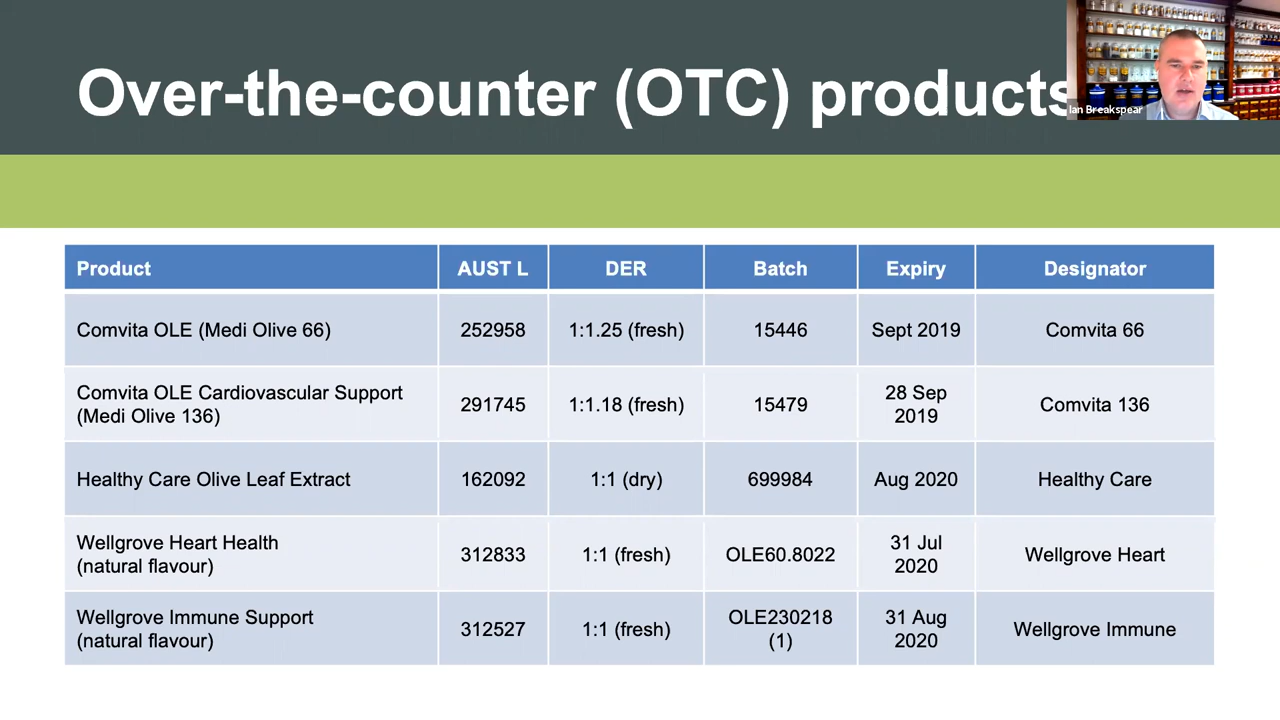 Over-the-counter (OTC) products
Ian Breakspear
Product AUST L DER Batch Expiry Designator
Comvita OLE (Medi Olive 66) 252958 1:1.25 (fresh) 15446 Sept 2019 Comvita 66
Comvita OLE Cardiovascular Support
(Medi Olive 136) 291745 1:1.18 (fresh) 15479 28 Sep
2019 Comvita 136
Healthy Care Olive Leaf Extract 162092 1:1 (dry) 699984 Aug 2020 Healthy Care
Wellgrove Heart Health
(natural flavour) 312833 1:1 (fresh) OLE60.8022 31 Jul
2020 Wellgrove Heart
Wellgrove Immune Support
(natural flavour) 312527 1:1 (fresh) OLE230218
(1) 31 Aug
2020 Wellgrove Immune